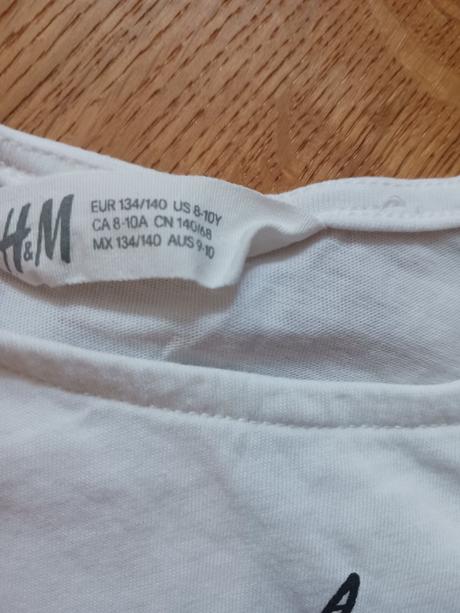 H&M
EUR 134/140 US 8-10Y
CA 8-10A CN 140/68
MX 134/140 AUS 9-10